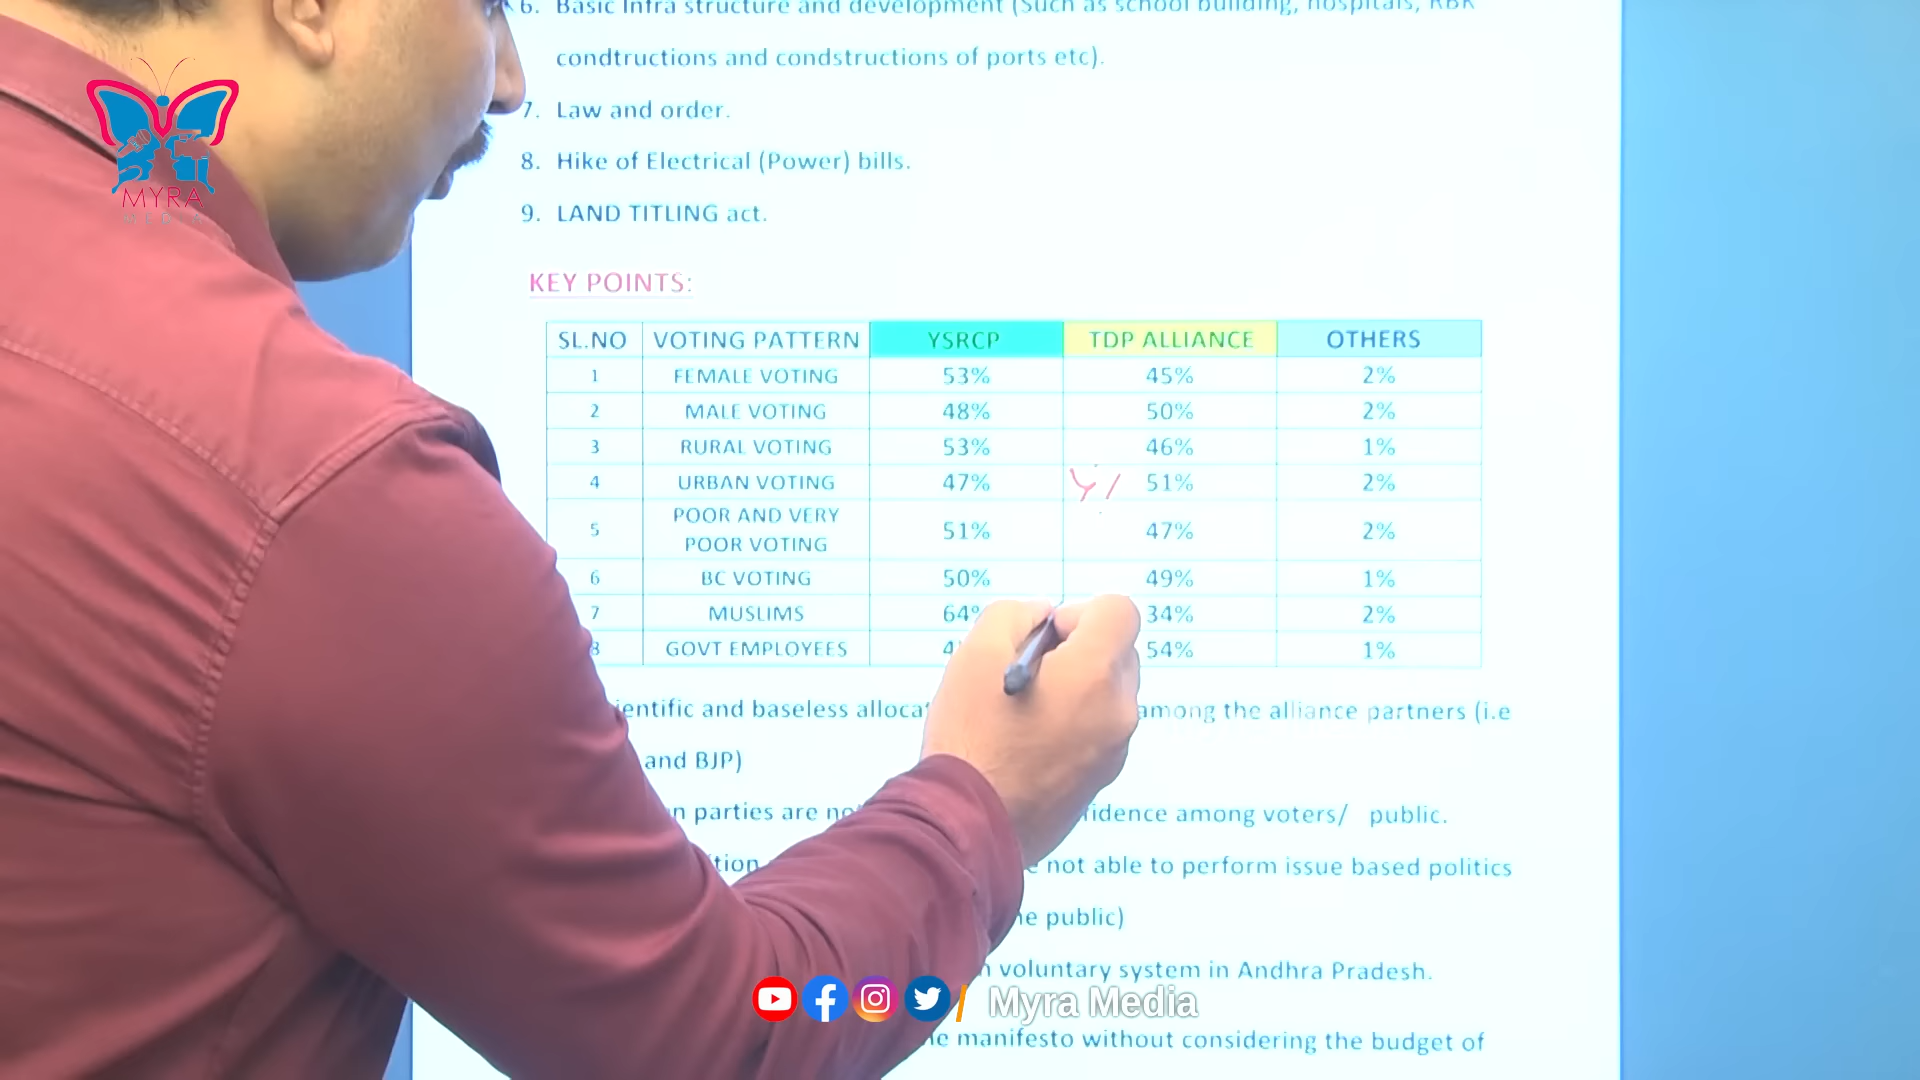 6. Basic Infra structure and development (Such as school building, hospitals, RBK
condtructions and condstructions of ports etc).
7. Law and order.
8. Hike of Electrical (Power) bills.
9. LAND TITLING act.
KEY POINTS:
SL.NO VOTING PATTERN YSRCP TDP ALLIANCE OTHERS
1 FEMALE VOTING 53% 45% 2%
2 MALE VOTING 48% 50% 2%
3 RURAL VOTING 53% 46% 1%
4 URBAN VOTING 47% 51% 2%
5 POOR AND VERY POOR VOTING 51% 47% 2%
6 BC VOTING 50% 49% 1%
7 MUSLIMS 64% 34% 2%
8 GOVT EMPLOYEES 54% 1%
and baseless among the alliance partners (i.e
and BJP)
parties are among voters/ public.
not able to perform issue based politics
public)
voluntary system in Andhra Pradesh.
manifesto without considering the budget of
MYRA
MEDIA
Myra Media